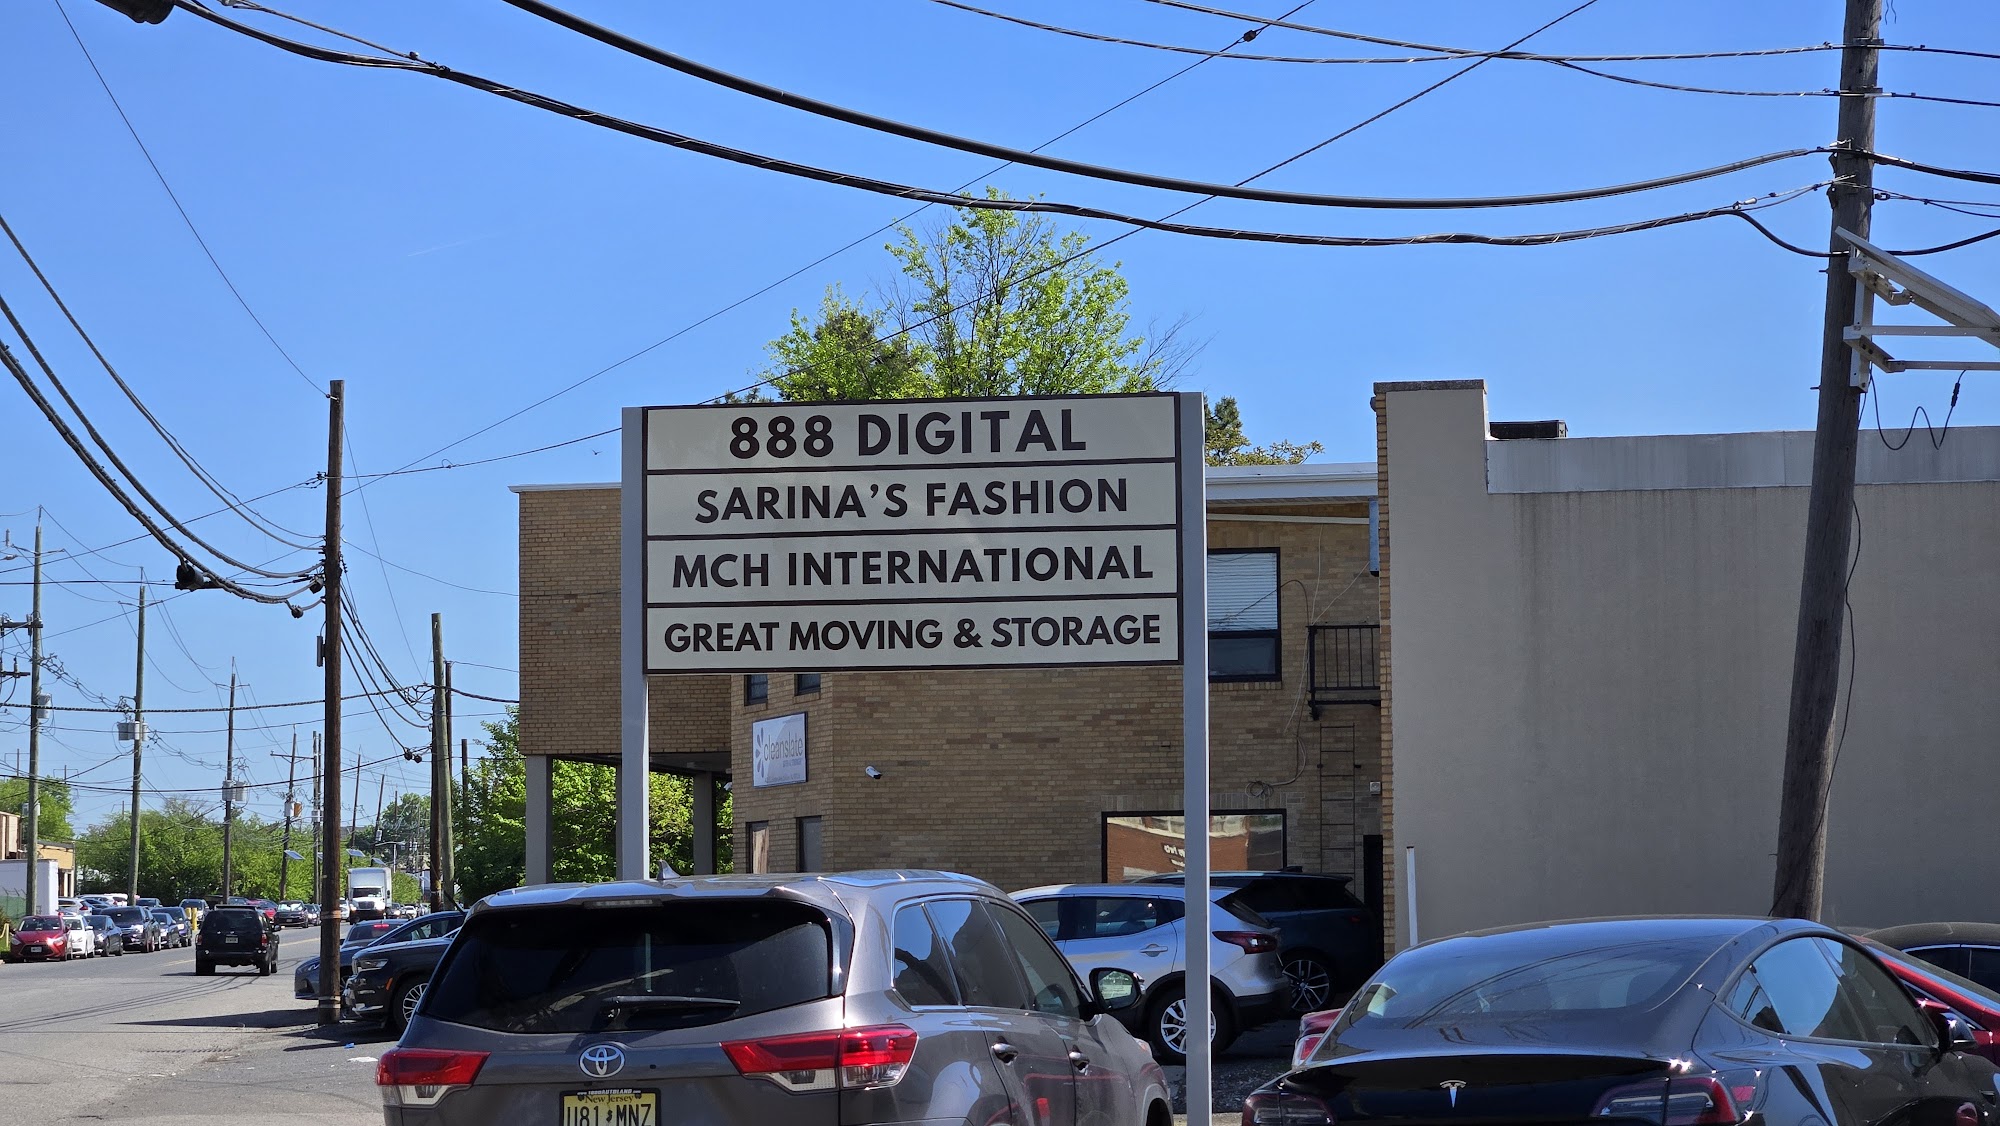 888 DIGITAL
SARINA'S FASHION
MCH INTERNATIONAL
GREAT MOVING & STORAGE
cleanslate
New Jersey
U81 MNZ